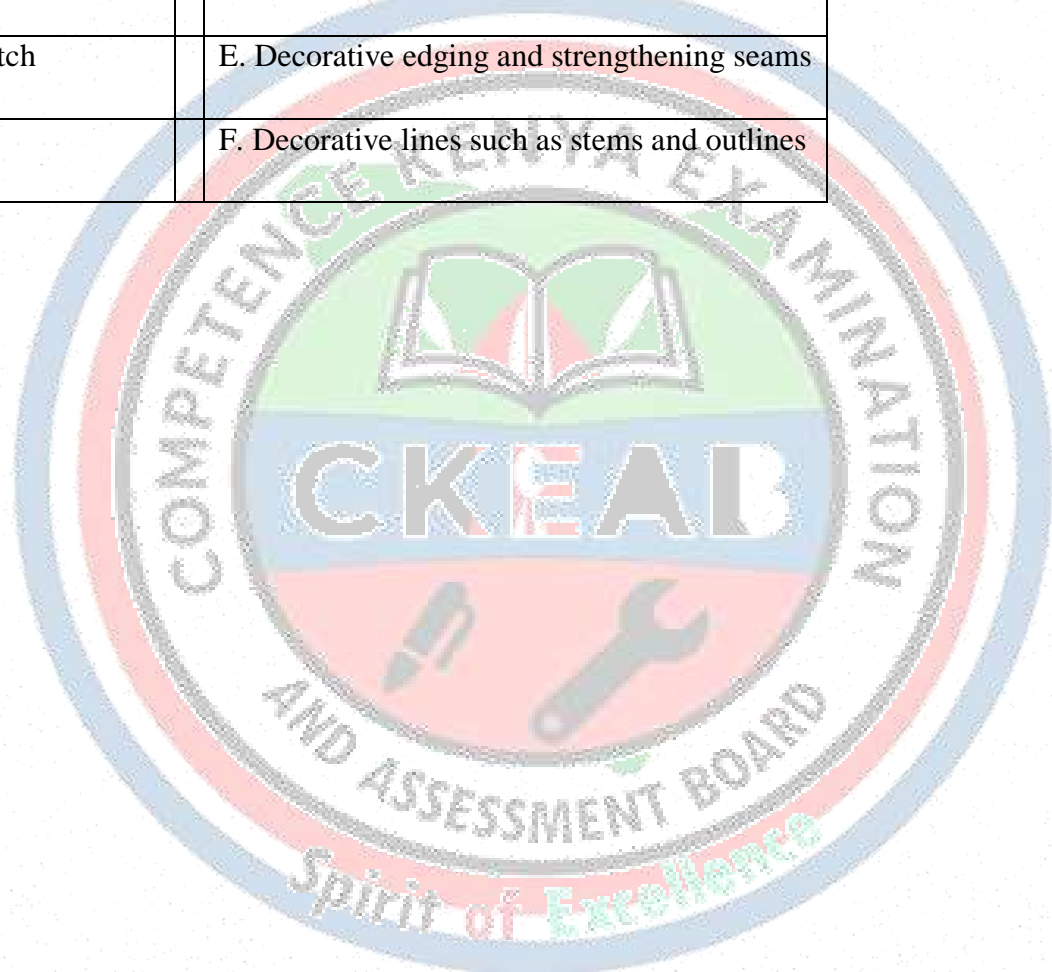 tch E. Decorative edging and strengthening seams
F. Decorative lines such as stems and outlines
COMPETENCE KENYA EXAMINATION
CKEAB
AND ASSESSMENT BOARD
Spirit of Excellence